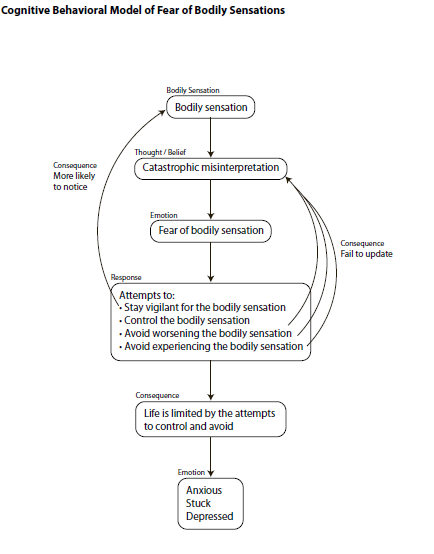 Cognitive Behavioral Model of Fear of Bodily Sensations
Bodily Sensation
Bodily sensation
Thought / Belief
Catastrophic misinterpretation
Consequence
More likely
to notice
Emotion
Fear of bodily sensation
Consequence
Fail to update
Response
Attempts to:
• Stay vigilant for the bodily sensation
• Control the bodily sensation
• Avoid worsening the bodily sensation
• Avoid experiencing the bodily sensation
Consequence
Life is limited by the attempts
to control and avoid
Emotion
Anxious
Stuck
Depressed